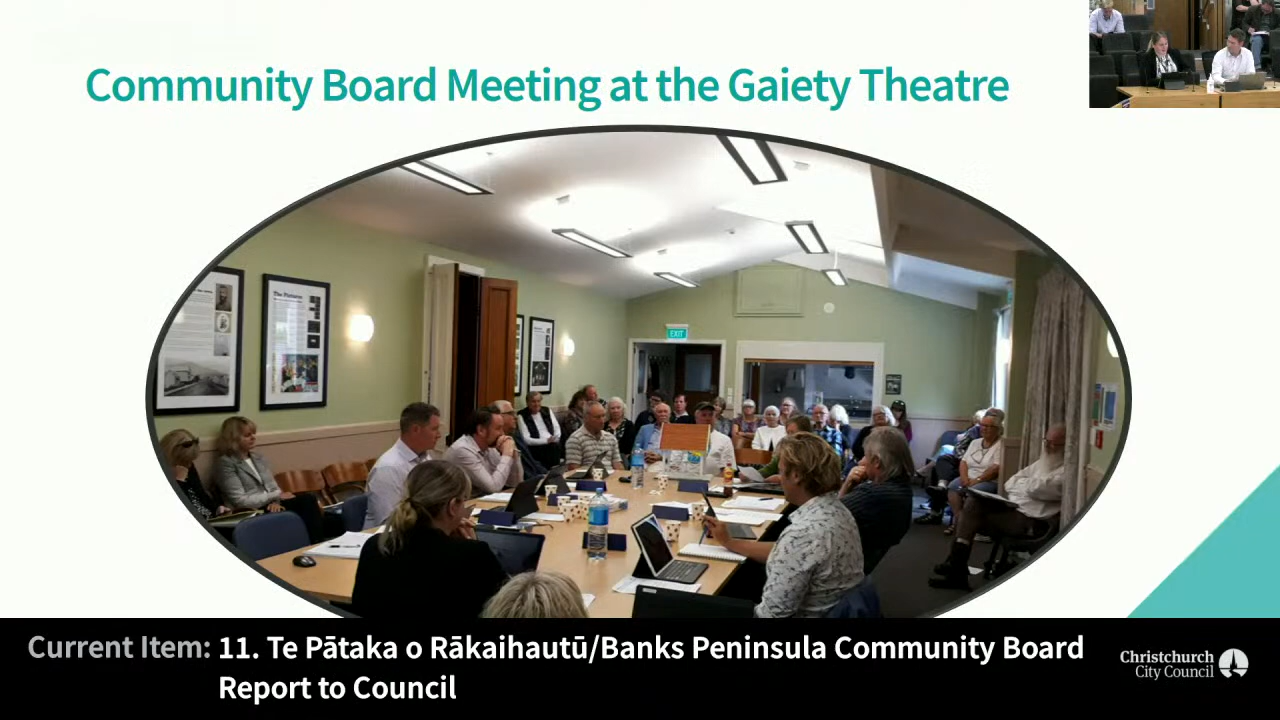 Community Board Meeting at the Gaiety Theatre
EXIT
Current Item: 11. Te Pātaka o Rākaihautū/Banks Peninsula Community Board
Report to Council
Christchurch
City Council